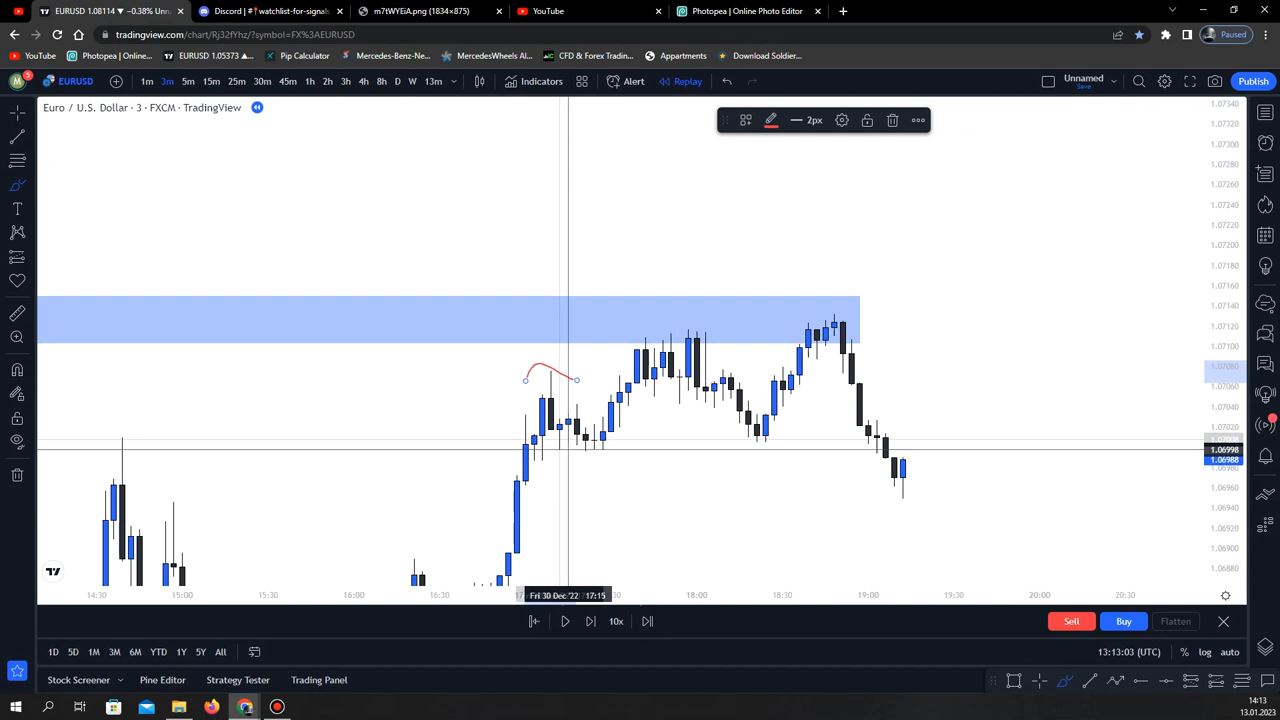 EURUSD 1.08114 ▼ −0.38% Unn
Discord | #📍watchlist-for-signals
m7tWYEiA.png (1834×875)
YouTube
Photopea | Online Photo Editor
tradingview.com/chart/Rj32fYhz/?symbol=FX%3AEURUSD
Paused
YouTube
Photopea | Online...
EURUSD 1.05373 ▲...
Pip Calculator
Mercedes-Benz-Ne...
MercedesWheels Al...
CFD & Forex Tradin...
Appartments
Download Soldier...
M
5
EURUSD
1m
3m
5m
15m
25m
30m
45m
1h
2h
3h
4h
8h
D
W
13m
Indicators
Alert
Replay
Unnamed
Save
Publish
Euro / U.S. Dollar · 3 · FXCM · TradingView
2px
1.07340
1.07320
1.07300
1.07280
1.07260
1.07240
1.07220
1.07200
1.07180
1.07160
1.07140
1.07120
1.07100
1.07080
1.07060
1.07040
1.07020
1.06998
1.06988
1.06960
1.06940
1.06920
1.06900
1.06880
14:30
15:00
15:30
16:00
16:30
Fri 30 Dec '22 17:15
18:00
18:30
19:00
19:30
20:00
20:30
10x
Sell
Buy
Flatten
1D
5D
1M
3M
6M
YTD
1Y
5Y
All
13:13:03 (UTC)
%
log
auto
Stock Screener
Pine Editor
Strategy Tester
Trading Panel
14:13
13.01.2023